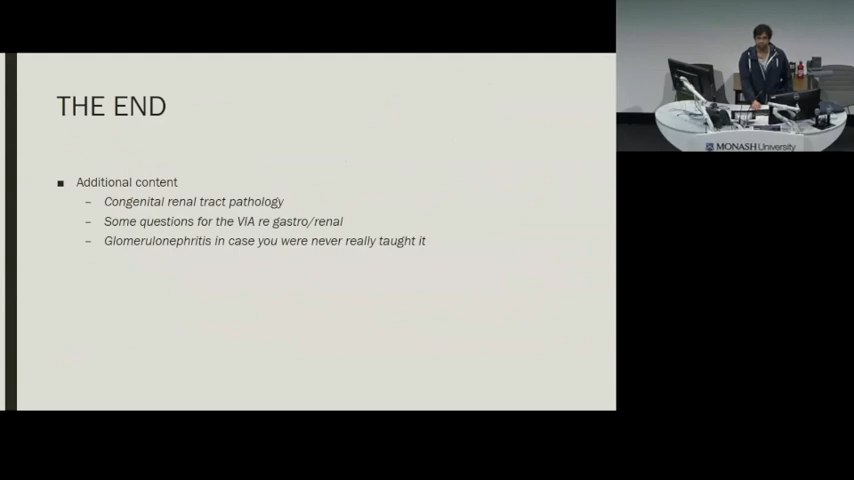 THE END
■ Additional content
– Congenital renal tract pathology
– Some questions for the VIA re gastro/renal
– Glomerulonephritis in case you were never really taught it
MONASH University